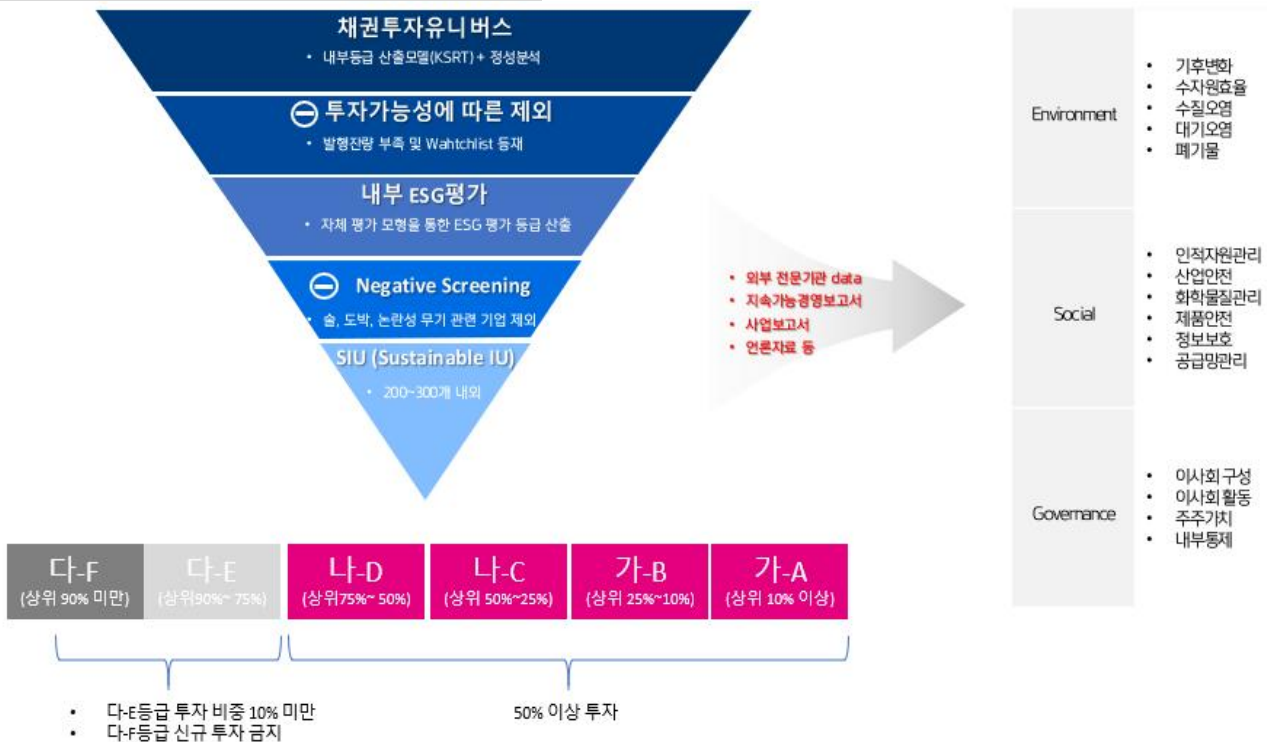 채권투자유니버스
• 내부등급 산출모델(KSRT) + 정성분석
투자가능성에 따른 제외
• 발행잔량 부족 및 Wahtchlist 등재
내부 ESG평가
• 자체 평가 모형을 통한 ESG 평가 등급 산출
Negative Screening
• 술, 도박, 논란성 무기 관련 기업 제외
SIU (Sustainable IU)
• 200~300개 내외
• 외부 전문기관 data
• 지속가능경영보고서
• 사업보고서
• 언론자료 등
Environment
• 기후변화
• 수자원효율
• 수질오염
• 대기오염
• 폐기물
Social
• 인적자원관리
• 산업안전
• 화학물질관리
• 제품안전
• 정보보호
• 공급망관리
Governance
• 이사회 구성
• 이사회 활동
• 주주가치
• 내부통제
다-F
(상위 90% 미만)
다-E
(상위90%~ 75%)
나-D
(상위75%~ 50%)
나-C
(상위 50%~25%)
가-B
(상위 25%~10%)
가-A
(상위 10% 이상)
• 다-E등급 투자 비중 10% 미만
• 다-F등급 신규 투자 금지
50% 이상 투자